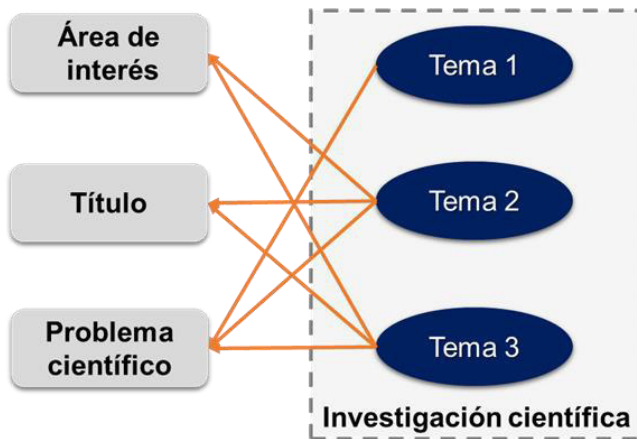 Área de
interés
Título
Problema
científico
Tema 1
Tema 2
Tema 3
Investigación científica